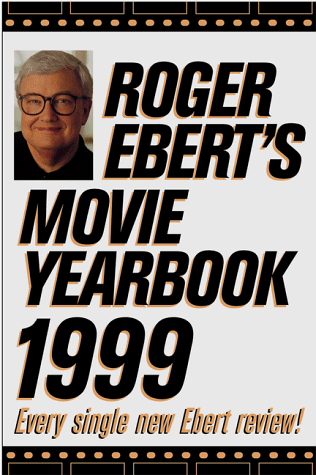 ROGER
EBERT'S
MOVIE
YEARBOOK
1999
Every single new Ebert review!